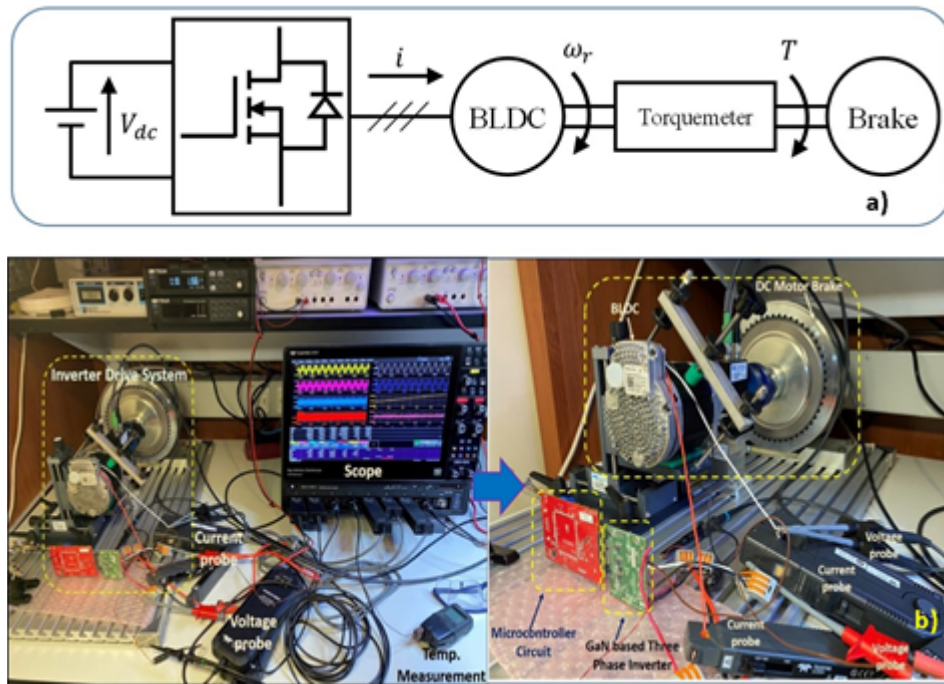 V_dc
i
BLDC
ω_r
Torquemeter
T
Brake
a)
Inverter Drive System
Scope
Current
probe
Voltage
probe
Temp.
Measurement
BLDC
DC Motor Brake
Microcontroller
Circuit
GaN based Three
Phase Inverter
Current
probe
Current
probe
Voltage
probe
Voltage
probe
b)